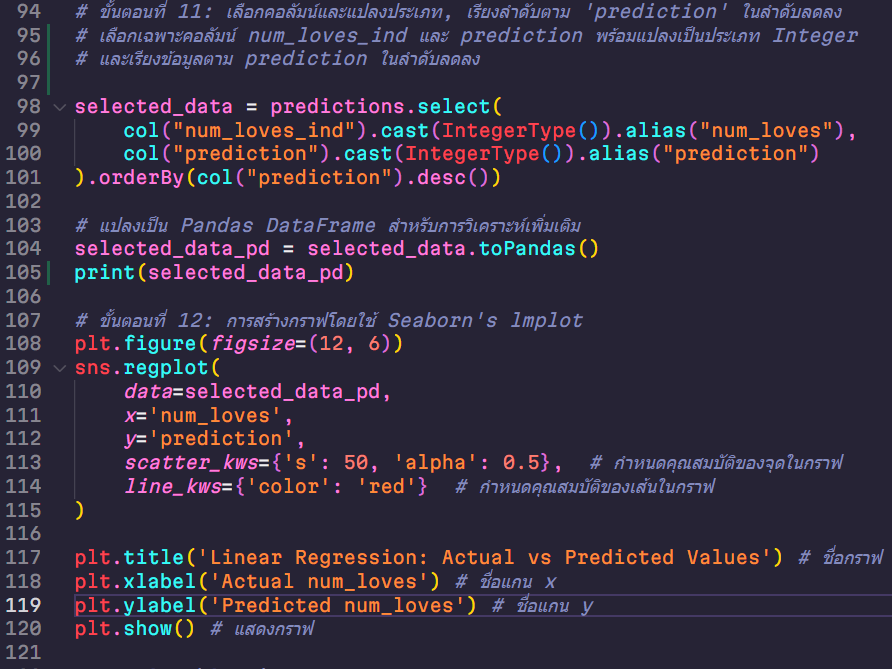 94 # ขั้นตอนที่ 11: เลือกคอลัมน์และแปลงประเภท, เรียงลำดับตาม 'prediction' ในลำดับลดลง
95 # เลือกเฉพาะคอลัมน์ num_loves_ind และ prediction พร้อมแปลงเป็นประเภท Integer
96 # และเรียงข้อมูลตาม prediction ในลำดับลดลง
97
98 selected_data = predictions.select(
99     col("num_loves_ind").cast(IntegerType()).alias("num_loves"),
100     col("prediction").cast(IntegerType()).alias("prediction")
101 ).orderBy(col("prediction").desc())
102
103 # แปลงเป็น Pandas DataFrame สำหรับการวิเคราะห์เพิ่มเติม
104 selected_data_pd = selected_data.toPandas()
105 print(selected_data_pd)
106
107 # ขั้นตอนที่ 12: การสร้างกราฟโดยใช้ Seaborn's lmplot
108 plt.figure(figsize=(12, 6))
109 sns.regplot(
110     data=selected_data_pd,
111     x='num_loves',
112     y='prediction',
113     scatter_kws={'s': 50, 'alpha': 0.5},  # กำหนดคุณสมบัติของจุดในกราฟ
114     line_kws={'color': 'red'}  # กำหนดคุณสมบัติของเส้นในกราฟ
115 )
116
117 plt.title('Linear Regression: Actual vs Predicted Values') # ชื่อกราฟ
118 plt.xlabel('Actual num_loves') # ชื่อแกน x
119 plt.ylabel('Predicted num_loves') # ชื่อแกน y
120 plt.show() # แสดงกราฟ
121